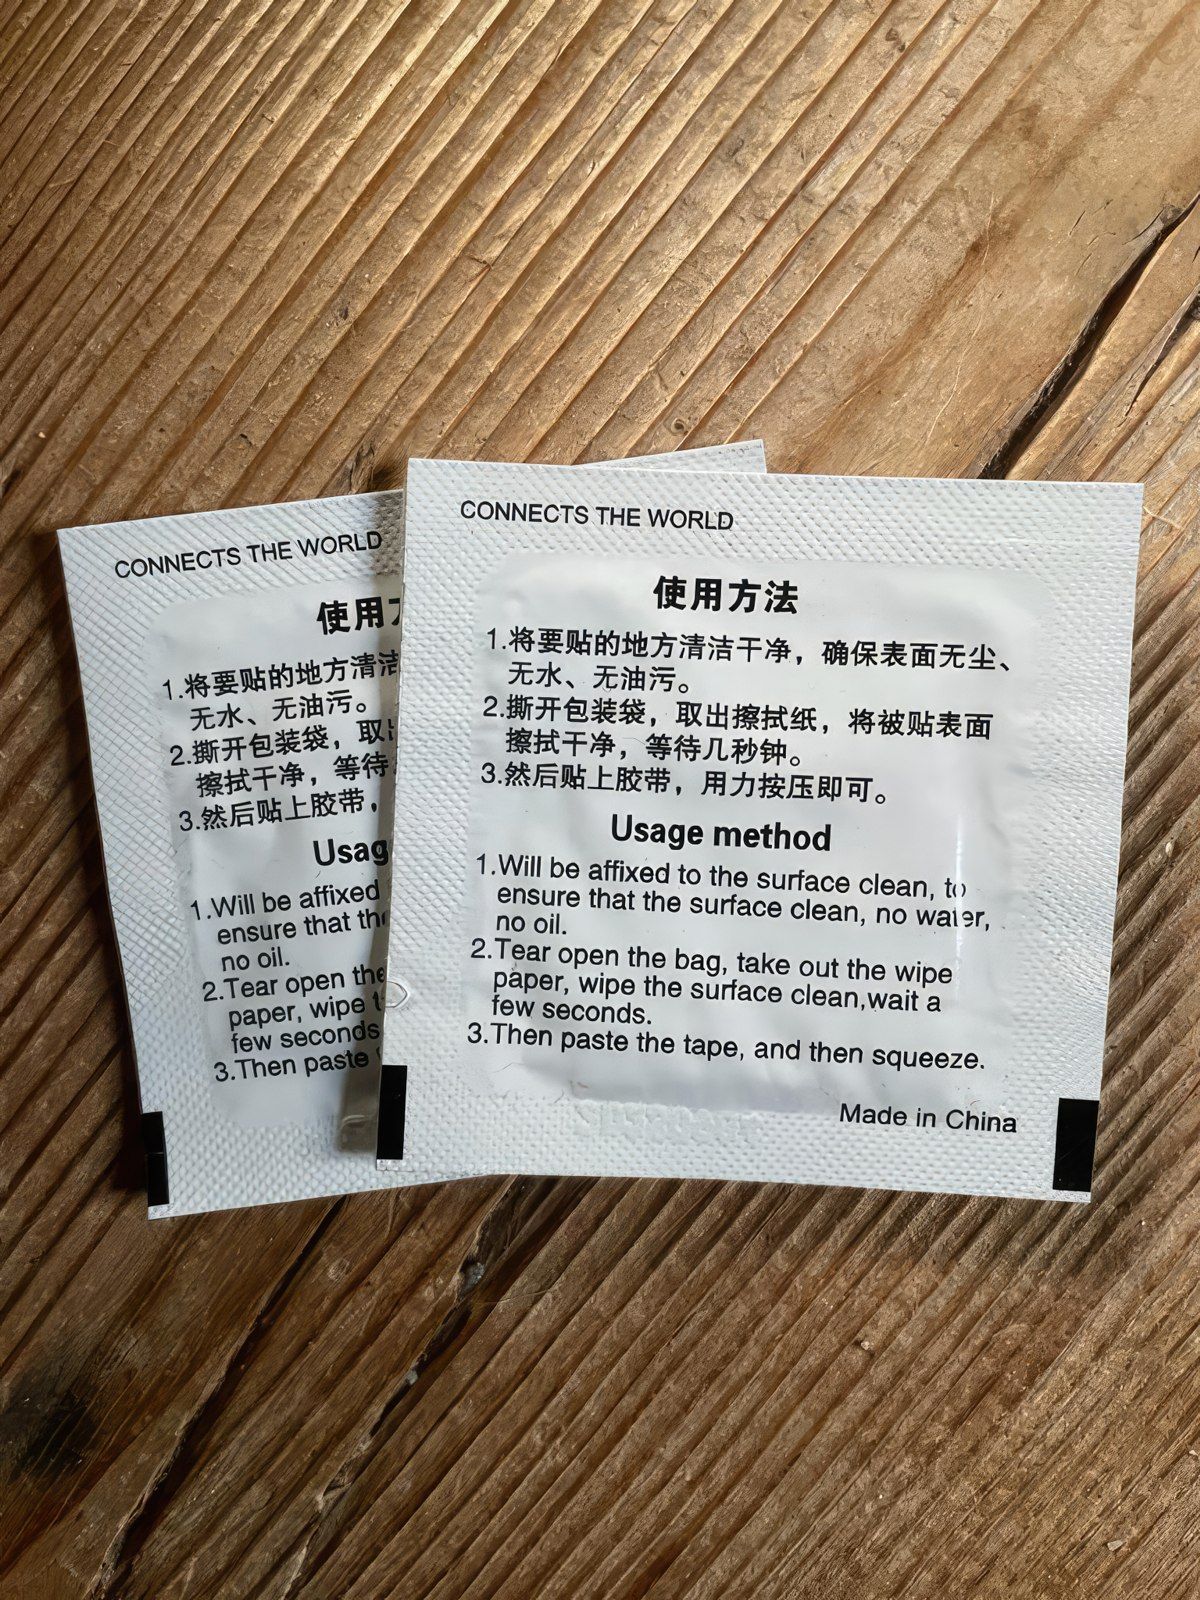 CONNECTS THE WORLD
使用
1.将要贴的地方清洁
无水、无油污。
2.撕开包装袋，取出
擦拭干净，等待
3.然后贴上胶带，
Usag
1.Will be affixed
ensure that the
no oil.
2.Tear open the
paper, wipe t
few seconds
3.Then paste
CONNECTS THE WORLD
使用方法
1.将要贴的地方清洁干净，确保表面无尘、
无水、无油污。
2.撕开包装袋，取出擦拭纸，将被贴表面
擦拭干净，等待几秒钟。
3.然后贴上胶带，用力按压即可。
Usage method
1.Will be affixed to the surface clean, to
ensure that the surface clean, no water,
no oil.
2.Tear open the bag, take out the wipe
paper, wipe the surface clean,wait a
few seconds.
3.Then paste the tape, and then squeeze.
Made in China